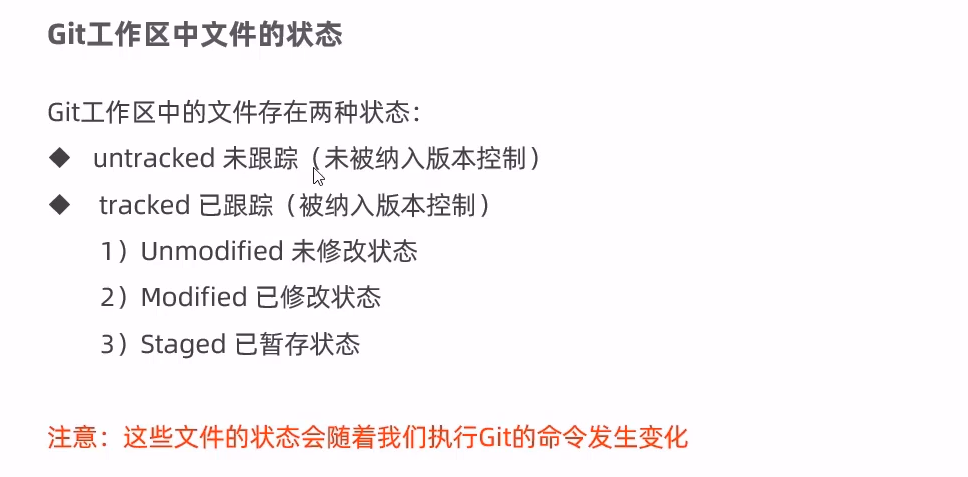 Git工作区中文件的状态
Git工作区中的文件存在两种状态：
◆ untracked 未跟踪（未被纳入版本控制）
◆ tracked 已跟踪（被纳入版本控制）
1）Unmodified 未修改状态
2）Modified 已修改状态
3）Staged 已暂存状态
注意：这些文件的状态会随着我们执行Git的命令发生变化